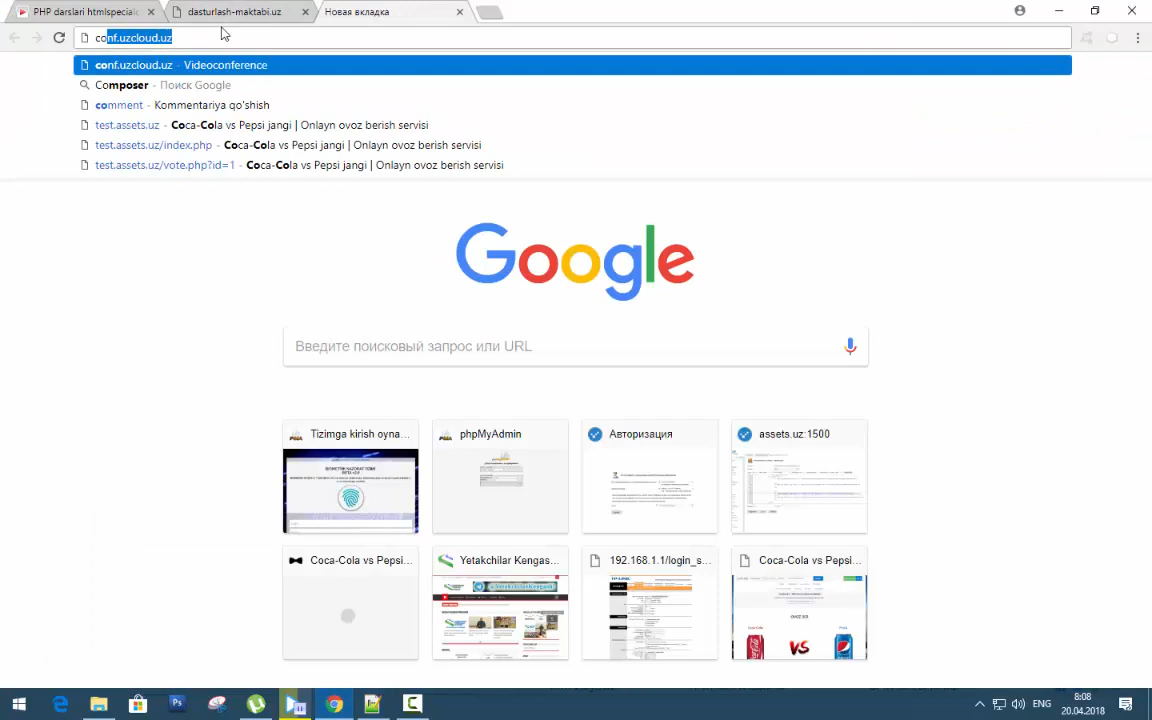 PHP darslari htmlspecialc
dasturlash-maktabi.uz
Новая вкладка
conf.uzcloud.uz
conf.uzcloud.uz - Videoconference
Composer - Поиск Google
comment - Kommentariya qo'shish
test.assets.uz - Coca-Cola vs Pepsi jangi | Onlayn ovoz berish servisi
test.assets.uz/index.php - Coca-Cola vs Pepsi jangi | Onlayn ovoz berish servisi
test.assets.uz/vote.php?id=1 - Coca-Cola vs Pepsi jangi | Onlayn ovoz berish servisi
Google
Введите поисковый запрос или URL
Tizimga kirish oyna...
phpMyAdmin
Авторизация
assets.uz:1500
Coca-Cola vs Pepsi...
Yetakchilar Kengas...
192.168.1.1/login_s...
Coca-Cola vs Pepsi...
VS
ENG
8:08
20.04.2018